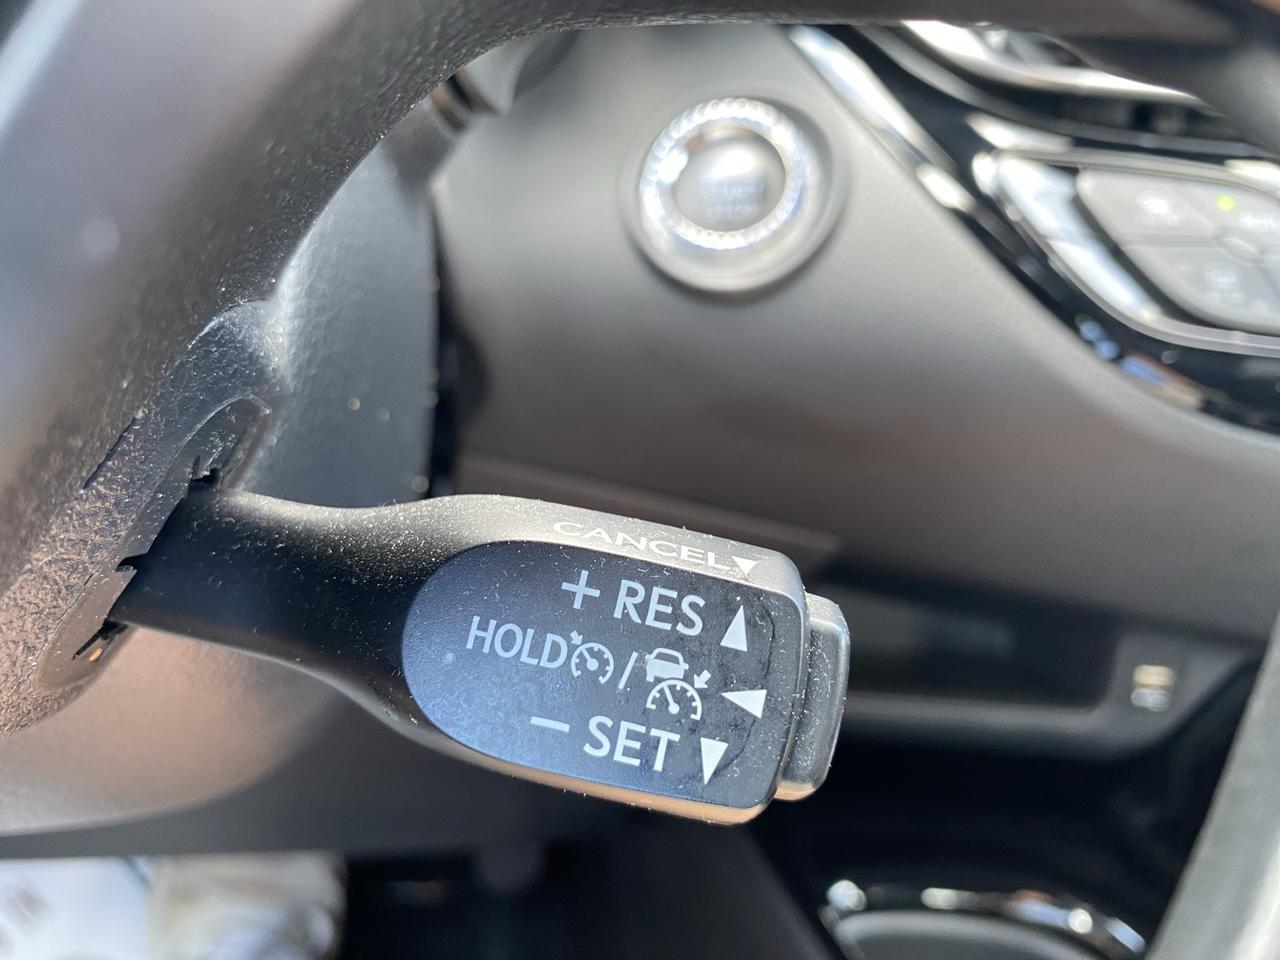 CANCEL▼
+ RES ▲
HOLD / ◀
− SET ▼